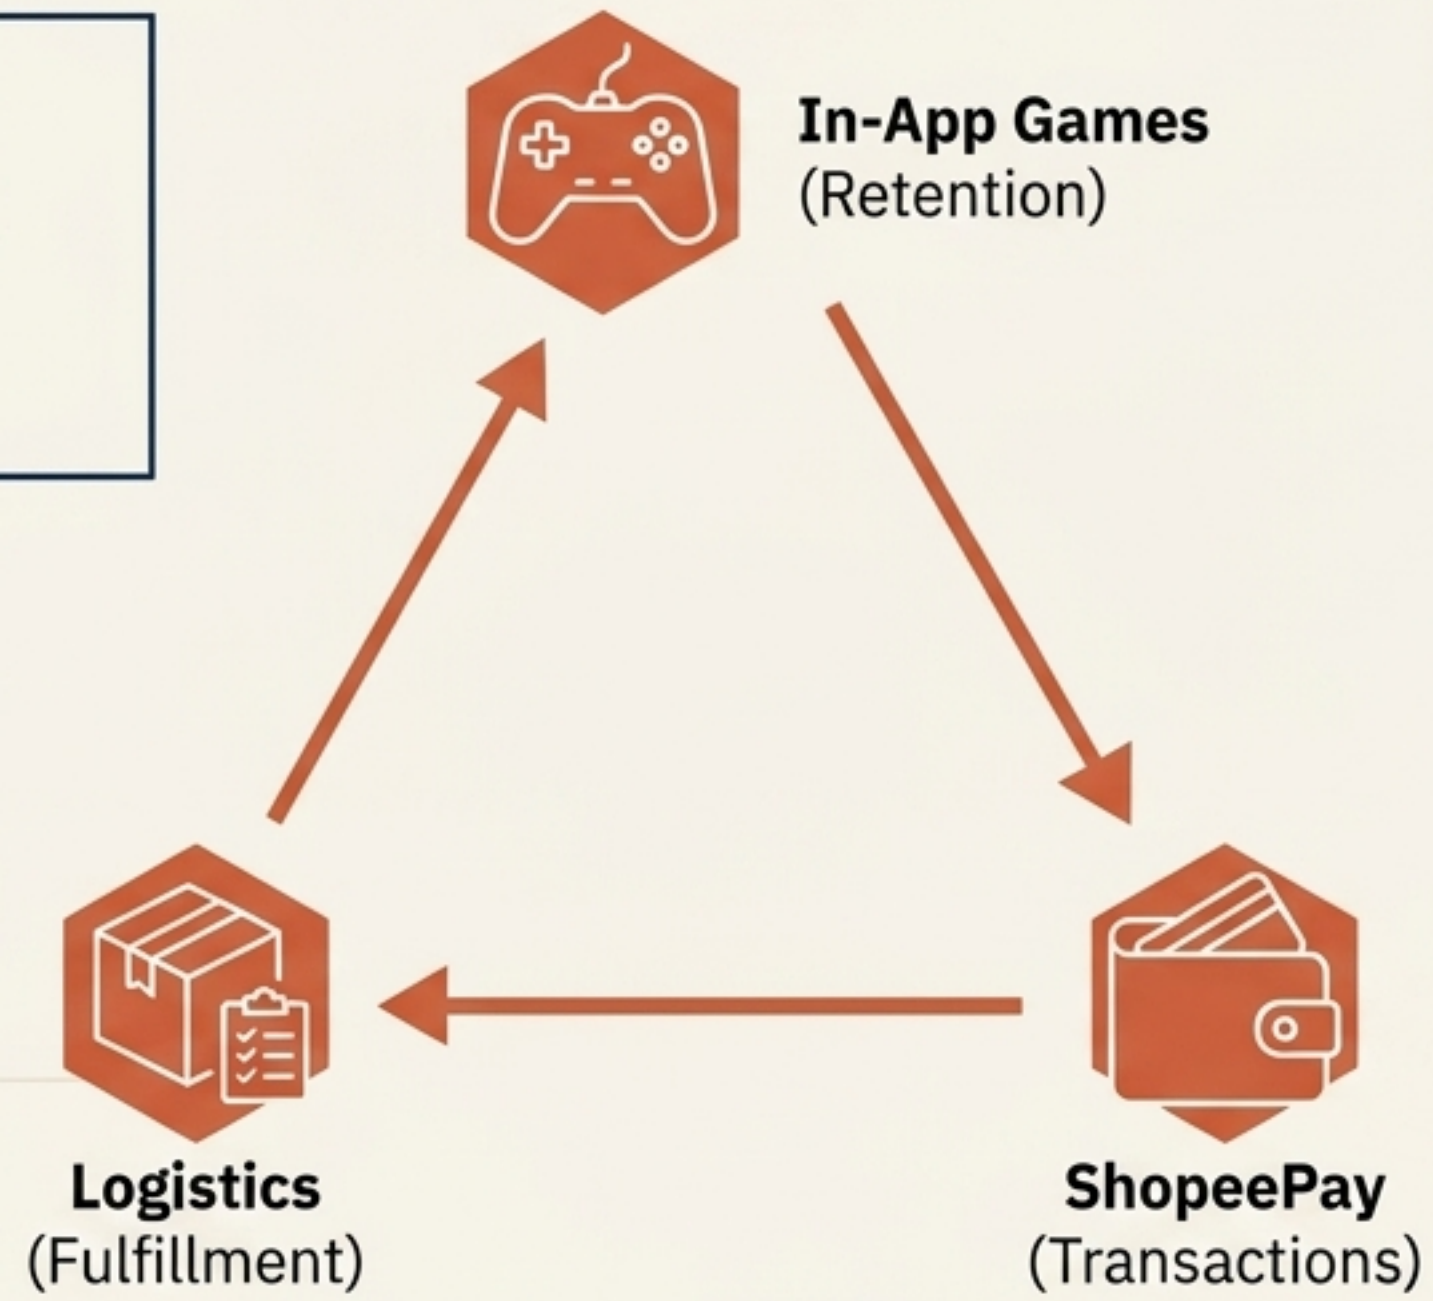 In-App Games
(Retention)
Logistics
(Fulfillment)
ShopeePay
(Transactions)